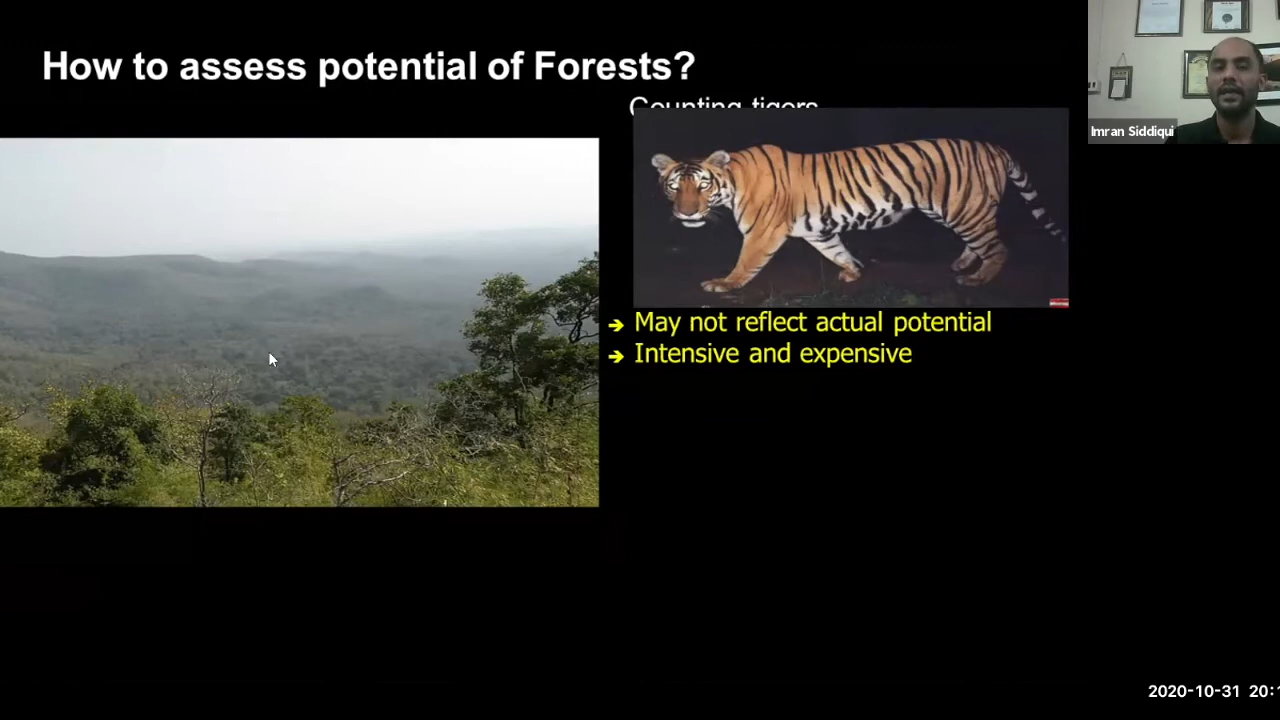 How to assess potential of Forests?
Counting tigers
Imran Siddiqui
➔ May not reflect actual potential
➔ Intensive and expensive
2020-10-31 20: